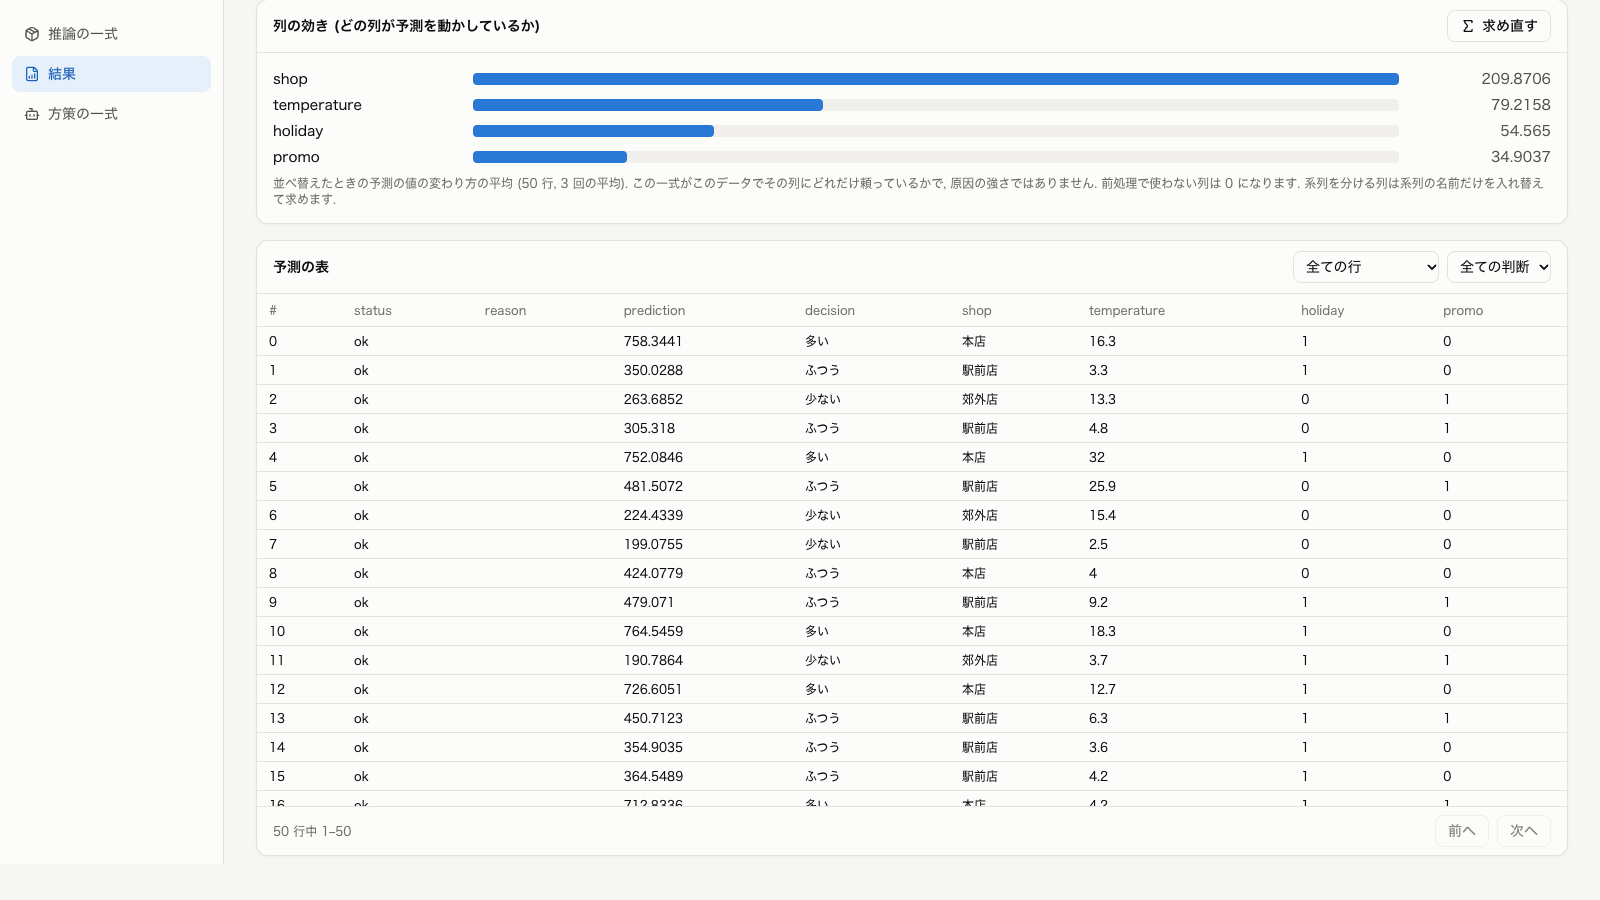 推論の一式
結果
方策の一式
列の効き (どの列が予測を動かしているか)
求め直す
shop 209.8706
temperature 79.2158
holiday 54.565
promo 34.9037
並べ替えたときの予測の値の変わり方の平均 (50 行, 3 回の平均). この一式がこのデータでその列にどれだけ頼っているかで, 原因の強さではありません. 前処理で使わない列は 0 になります. 系列を分ける列は系列の名前だけを入れ替え
て求めます.
予測の表
全ての行 全ての判断
# status reason prediction decision shop temperature holiday promo
0 ok 758.3441 多い 本店 16.3 1 0
1 ok 350.0288 ふつう 駅前店 3.3 1 0
2 ok 263.6852 少ない 郊外店 13.3 0 1
3 ok 305.318 ふつう 駅前店 4.8 0 1
4 ok 752.0846 多い 本店 32 1 0
5 ok 481.5072 ふつう 駅前店 25.9 0 1
6 ok 224.4339 少ない 郊外店 15.4 0 0
7 ok 199.0755 少ない 駅前店 2.5 0 0
8 ok 424.0779 ふつう 本店 4 0 0
9 ok 479.071 ふつう 駅前店 9.2 1 1
10 ok 764.5459 多い 本店 18.3 1 0
11 ok 190.7864 少ない 郊外店 3.7 1 1
12 ok 726.6051 多い 本店 12.7 1 0
13 ok 450.7123 ふつう 駅前店 6.3 1 1
14 ok 354.9035 ふつう 駅前店 3.6 1 0
15 ok 364.5489 ふつう 駅前店 4.2 1 0
16 ok 712.8336 多い 本店 4.2 1 1
50 行中 1–50
前へ 次へ